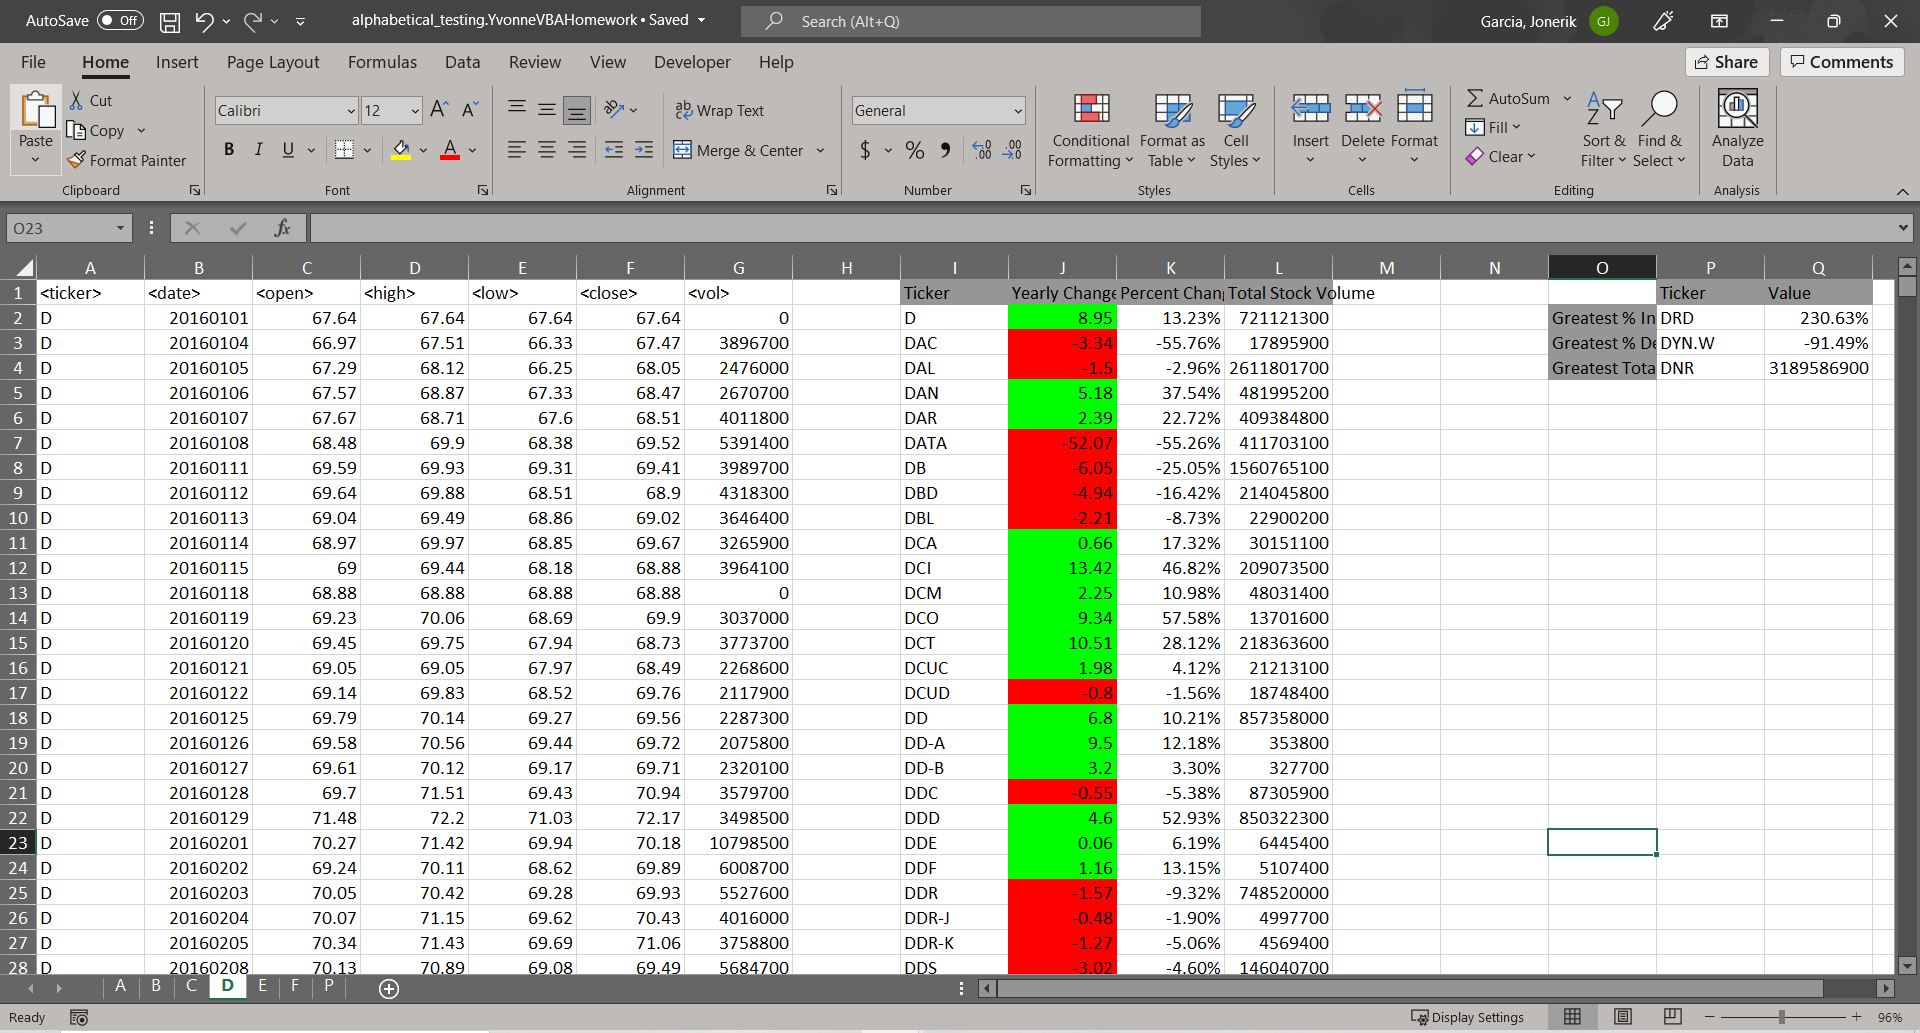 AutoSave Off alphabetical_testing.YvonneVBAHomework • Saved Search (Alt+Q) Garcia, Jonerik GJ
File Home Insert Page Layout Formulas Data Review View Developer Help Share Comments
Paste Cut Copy Format Painter Clipboard
Calibri 12 B I U A Font
ab Wrap Text Merge & Center Alignment
General $ % Number
Conditional Formatting Format as Table Cell Styles Styles
Insert Delete Format Cells
AutoSum Fill Clear Sort & Filter Find & Select Editing
Analyze Data Analysis
O23 fx
A B C D E F G H I J K L M N O P Q
1 <ticker> <date> <open> <high> <low> <close> <vol> Ticker Yearly Change Percent Chan Total Stock Volume Ticker Value
2 D 20160101 67.64 67.64 67.64 67.64 0 D 8.95 13.23% 721121300 Greatest % In DRD 230.63%
3 D 20160104 66.97 67.51 66.33 67.47 3896700 DAC -3.34 -55.76% 17895900 Greatest % De DYN.W -91.49%
4 D 20160105 67.29 68.12 66.25 68.05 2476000 DAL -1.5 -2.96% 2611801700 Greatest Tota DNR 3189586900
5 D 20160106 67.57 68.87 67.33 68.47 2670700 DAN 5.18 37.54% 481995200
6 D 20160107 67.67 68.71 67.6 68.51 4011800 DAR 2.39 22.72% 409384800
7 D 20160108 68.48 69.9 68.38 69.52 5391400 DATA -52.07 -55.26% 411703100
8 D 20160111 69.59 69.93 69.31 69.41 3989700 DB -6.05 -25.05% 1560765100
9 D 20160112 69.64 69.88 68.51 68.9 4318300 DBD -4.94 -16.42% 214045800
10 D 20160113 69.04 69.49 68.86 69.02 3646400 DBL -2.21 -8.73% 22900200
11 D 20160114 68.97 69.97 68.85 69.67 3265900 DCA 0.66 17.32% 30151100
12 D 20160115 69 69.44 68.18 68.88 3964100 DCI 13.42 46.82% 209073500
13 D 20160118 68.88 68.88 68.88 68.88 0 DCM 2.25 10.98% 48031400
14 D 20160119 69.23 70.06 68.69 69.9 3037000 DCO 9.34 57.58% 13701600
15 D 20160120 69.45 69.75 67.94 68.73 3773700 DCT 10.51 28.12% 218363600
16 D 20160121 69.05 69.05 67.97 68.49 2268600 DCUC 1.98 4.12% 21213100
17 D 20160122 69.14 69.83 68.52 69.76 2117900 DCUD -0.8 -1.56% 18748400
18 D 20160125 69.79 70.14 69.27 69.56 2287300 DD 6.8 10.21% 857358000
19 D 20160126 69.58 70.56 69.44 69.72 2075800 DD-A 9.5 12.18% 353800
20 D 20160127 69.61 70.12 69.17 69.71 2320100 DD-B 3.2 3.30% 327700
21 D 20160128 69.7 71.51 69.43 70.94 3579700 DDC -0.55 -5.38% 87305900
22 D 20160129 71.48 72.2 71.03 72.17 3498500 DDD 4.6 52.93% 850322300
23 D 20160201 70.27 71.42 69.94 70.18 10798500 DDE 0.06 6.19% 6445400
24 D 20160202 69.24 70.11 68.62 69.89 6008700 DDF 1.16 13.15% 5107400
25 D 20160203 70.05 70.42 69.28 69.93 5527600 DDR -1.57 -9.32% 748520000
26 D 20160204 70.07 71.15 69.62 70.43 4016000 DDR-J -0.48 -1.90% 4997700
27 D 20160205 70.34 71.43 69.69 71.06 3758800 DDR-K -1.27 -5.06% 4569400
28 D 20160208 70.13 70.89 69.08 69.49 5684700 DDS -3.02 -4.60% 146040700
A B C D E F P
Ready Display Settings 96%